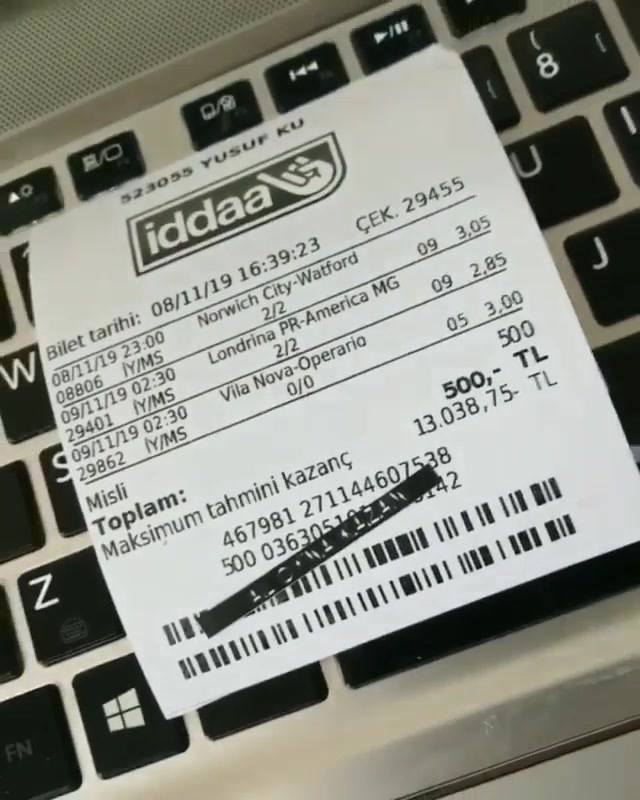 523055 YUSUF KU
iddaa
Bilet tarihi: 08/11/19 16:39:23 ÇEK. 29455
08/11/19 23:00 Norwich City-Watford 09 3,05
08806 İY/MS 2/2
09/11/19 02:30 Londrina PR-America MG 09 2,85
29401 İY/MS 2/2
09/11/19 02:30 Vila Nova-Operario 05 3,00
29862 İY/MS 0/0
Misli 500
Toplam: 500,- TL
Maksimum tahmini kazanç 13.038,75- TL
467981 271144607538
500
W
S
Z
FN
8
U
J